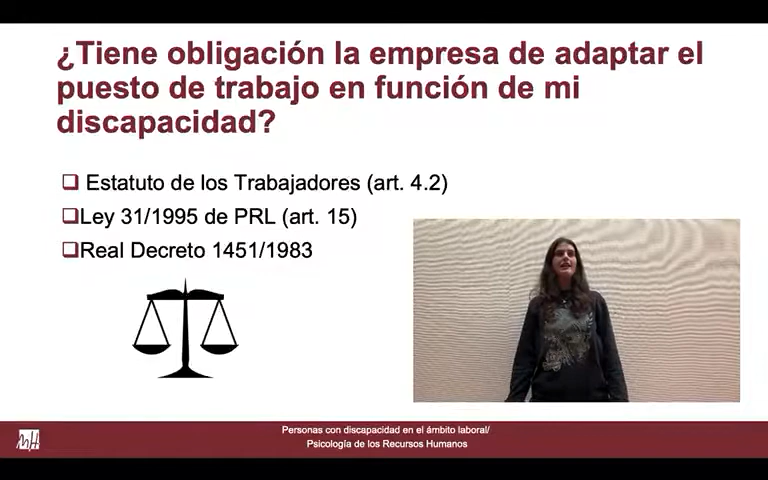 ¿Tiene obligación la empresa de adaptar el
puesto de trabajo en función de mi
discapacidad?
Estatuto de los Trabajadores (art. 4.2)
Ley 31/1995 de PRL (art. 15)
Real Decreto 1451/1983
Personas con discapacidad en el ámbito laboral/
Psicología de los Recursos Humanos